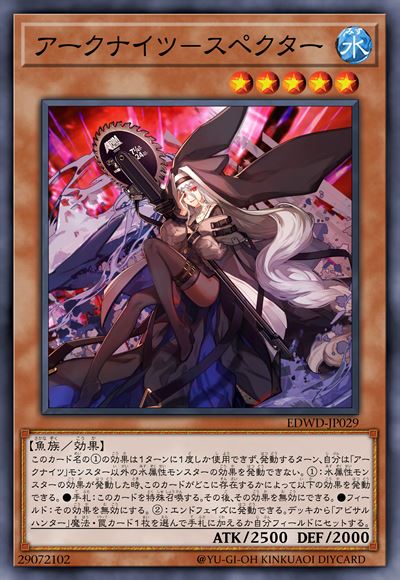 アークナイツ－スペクター
みず
水
EDWD-JP029
【魚族／効果】
このカード名の①の効果は1ターンに1度しか使用できず、発動するターン、自分は「アー
クナイツ」モンスター以外の水属性モンスターの効果を発動できない。①：水属性モンス
ターの効果が発動した時、このカードがどこに存在するかによって以下の効果を発動
できる。●手札：このカードを特殊召喚する。その後、その効果を無効にできる。●フィー
ルド：その効果を無効にする。②：エンドフェイズに発動できる。デッキから「アビサル
ハンター」魔法・罠カード1枚を選んで手札に加えるか自分フィールドにセットする。
ATK/2500 DEF/2000
29072102
※YU-GI-OH KINKUAOI DIYCARD